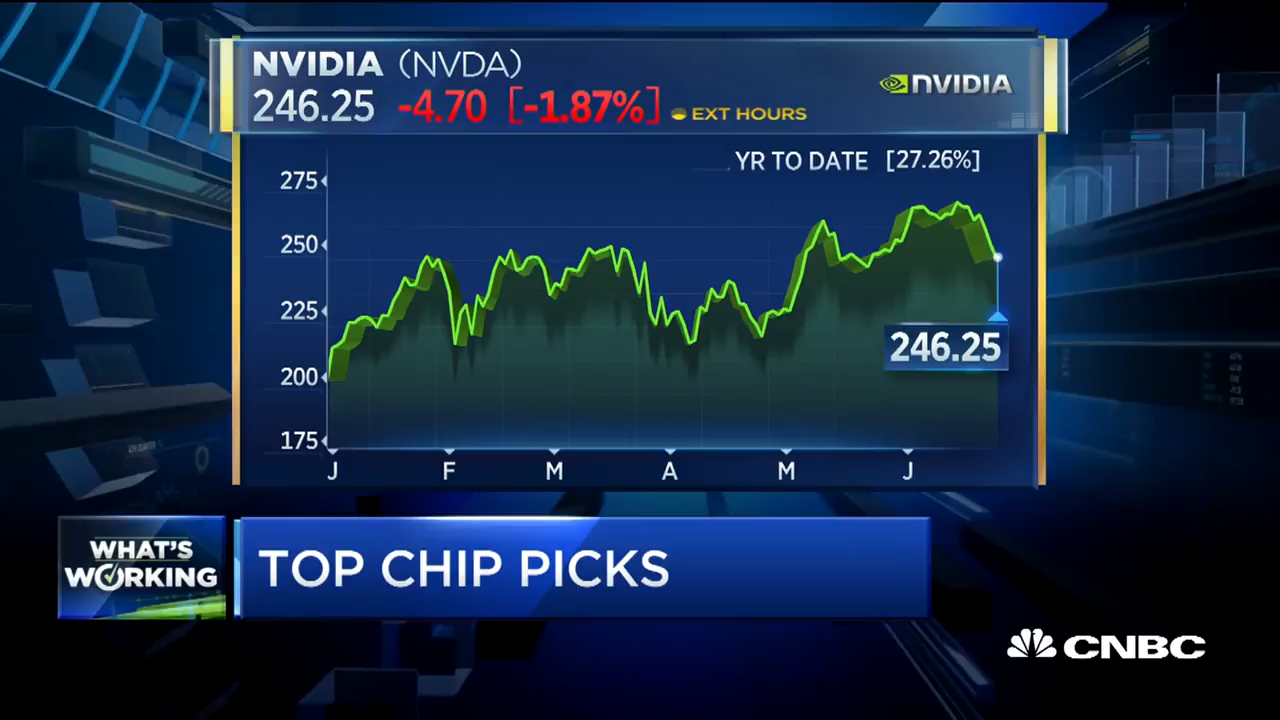 NVIDIA (NVDA)
246.25 -4.70 [-1.87%] EXT HOURS
NVIDIA
YR TO DATE [27.26%]
275
250
225
200
175
246.25
J F M A M J
WHAT'S
WORKING
TOP CHIP PICKS
CNBC